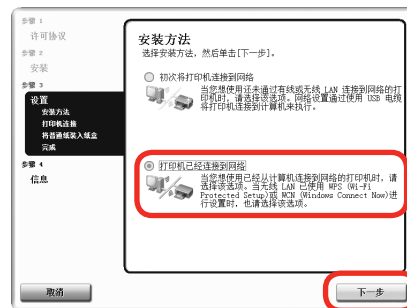 步骤 1
许可协议
步骤 2
安装
步骤 3
设置
安装方法
打印机连接
将普通纸装入纸盒
完成
步骤 4
信息
安装方法
选择安装方法，然后单击[下一步]。
初次将打印机连接到网络
当您想使用还未通过有线或无线 LAN 连接到网络的打
印机时，请选择该选项。网络设置通过使用 USB 电缆
将打印机连接到计算机来执行。
打印机已经连接到网络
当您想使用已经从计算机连接到网络的打印机时，请
选择该选项。当无线 LAN 已使用 WPS (Wi-Fi
Protected Setup)或 WCN (Windows Connect Now)进
行设置时，也请选择该选项。
取消
下一步